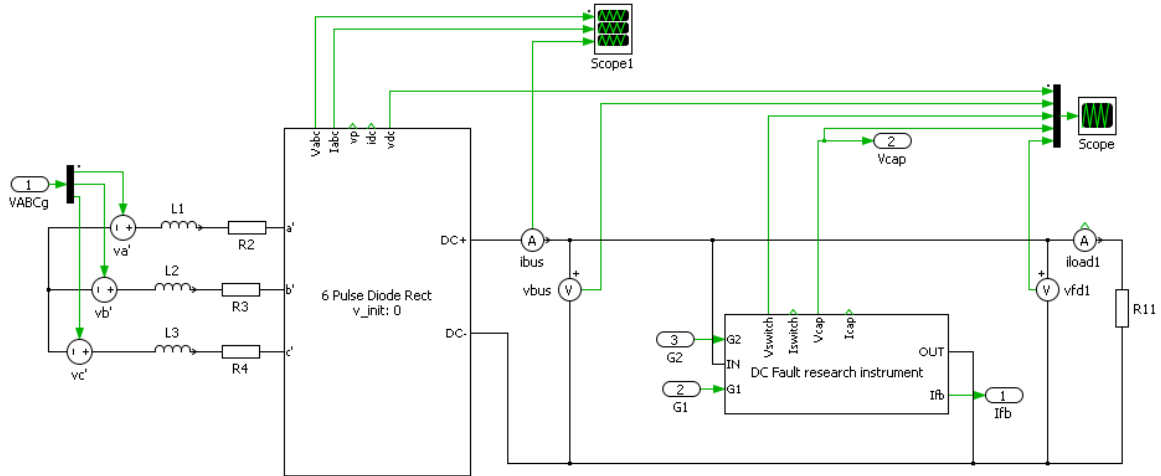 Scope1
Vabc
Iabc
vp
idc
vdc
2
Vcap
Scope
1
VABCg
va'
L1
R2
a'
vb'
L2
R3
b'
vc'
L3
R4
c'
6 Pulse Diode Rect
v_init: 0
DC+
DC-
A
ibus
vbus
V
+
A
iload1
+
V
vfd1
R11
Vswitch
Iswitch
Vcap
Icap
3
G2
G2
IN
OUT
DC Fault research instrument
2
G1
G1
Ifb
1
Ifb